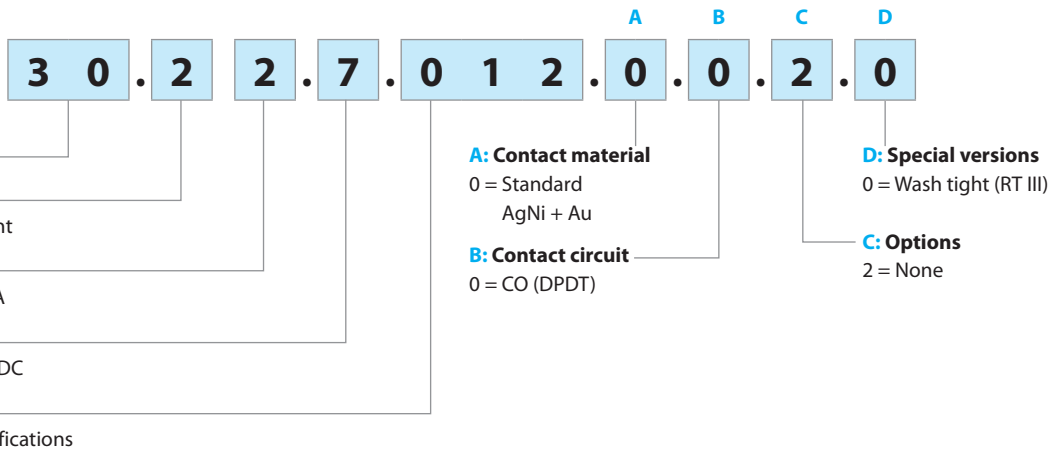 A B C D
3 0 . 2 2 . 7 . 0 1 2 . 0 . 0 . 2 . 0
A: Contact material
0 = Standard
AgNi + Au
B: Contact circuit
0 = CO (DPDT)
D: Special versions
0 = Wash tight (RT III)
C: Options
2 = None
DC